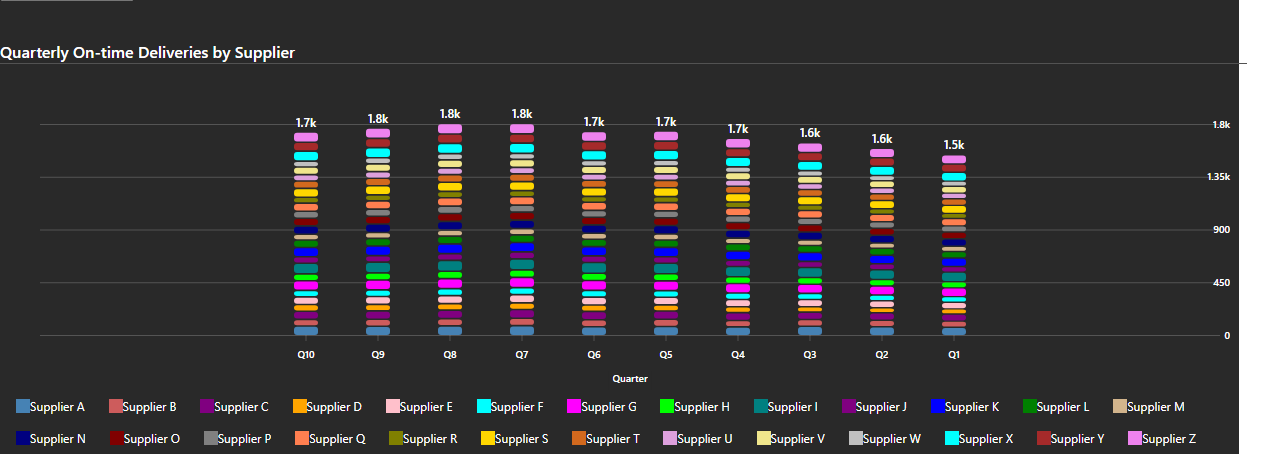 Quarterly On-time Deliveries by Supplier
1.7k 1.8k 1.8k 1.8k 1.7k 1.7k 1.7k 1.6k 1.6k 1.5k
1.8k
1.35k
900
450
0
Q10 Q9 Q8 Q7 Q6 Q5 Q4 Q3 Q2 Q1
Quarter
Supplier A Supplier B Supplier C Supplier D Supplier E Supplier F Supplier G Supplier H Supplier I Supplier J Supplier K Supplier L Supplier M
Supplier N Supplier O Supplier P Supplier Q Supplier R Supplier S Supplier T Supplier U Supplier V Supplier W Supplier X Supplier Y Supplier Z